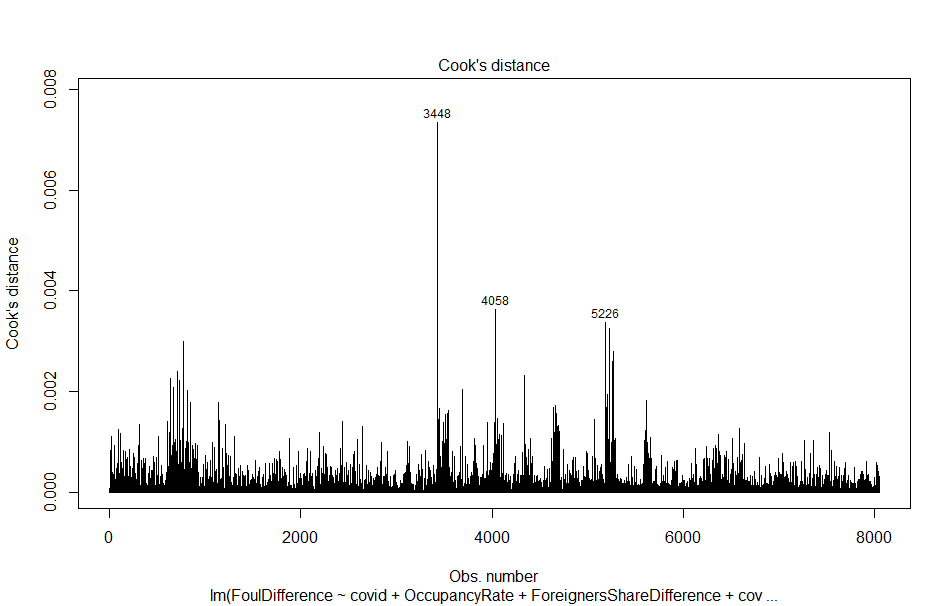 Cook's distance
0.008
3448
0.006
Cook's distance
0.004
4058
5226
0.002
0.000
0 2000 4000 6000 8000
Obs. number
lm(FoulDifference ~ covid + OccupancyRate + ForeignersShareDifference + cov ...